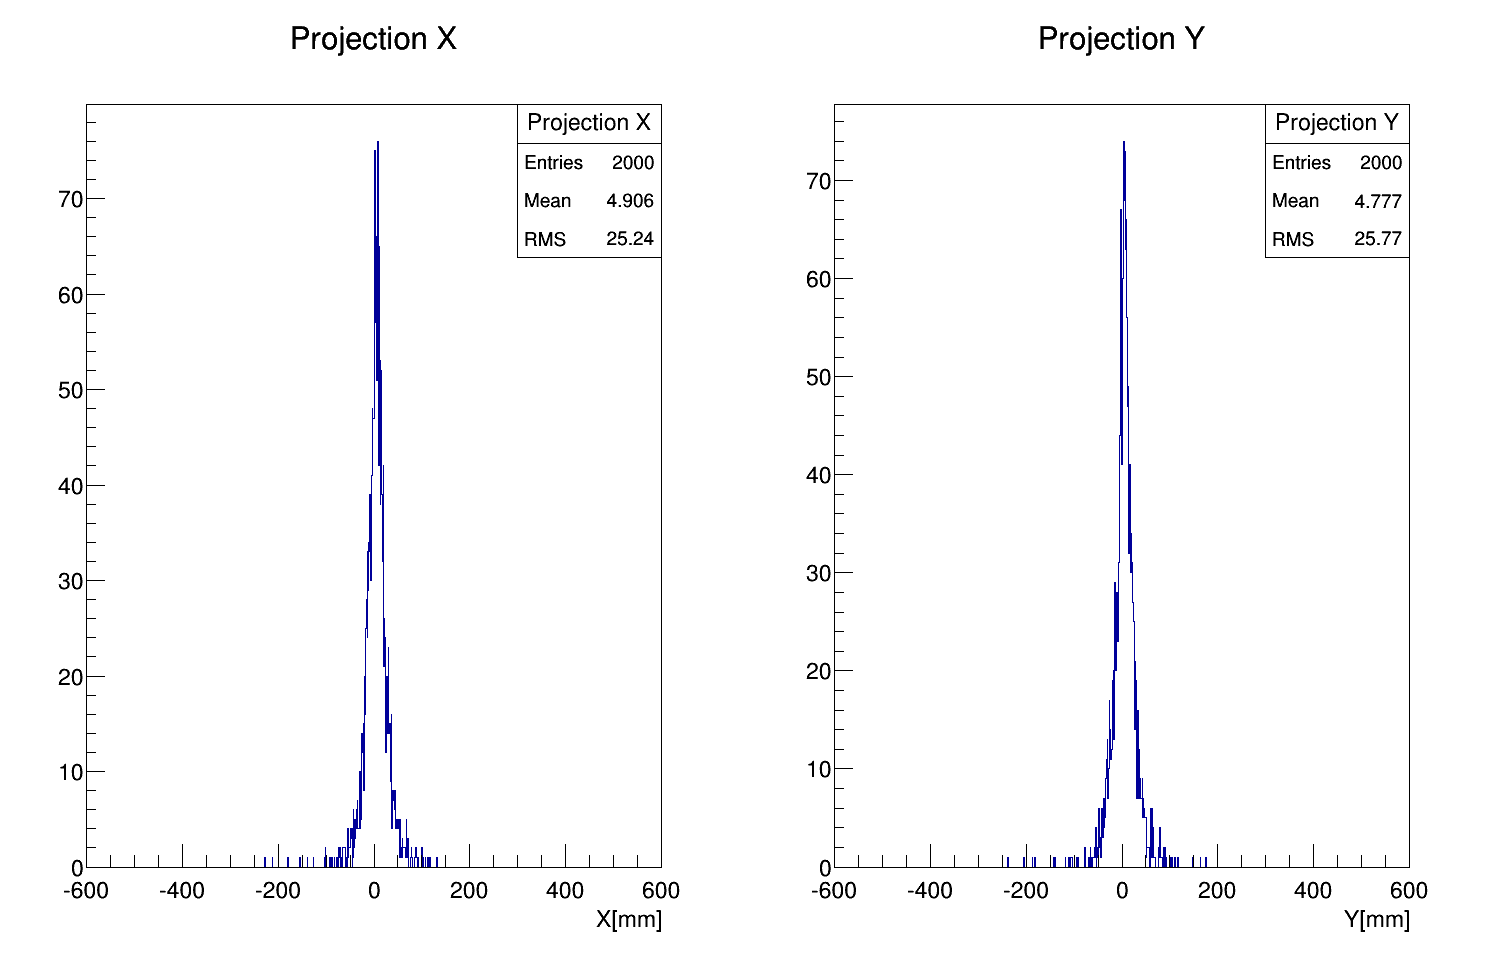 Projection X
Projection X
Entries 2000
Mean 4.906
RMS 25.24
70
60
50
40
30
20
10
0
-600 -400 -200 0 200 400 600
X[mm]
Projection Y
Projection Y
Entries 2000
Mean 4.777
RMS 25.77
70
60
50
40
30
20
10
0
-600 -400 -200 0 200 400 600
Y[mm]